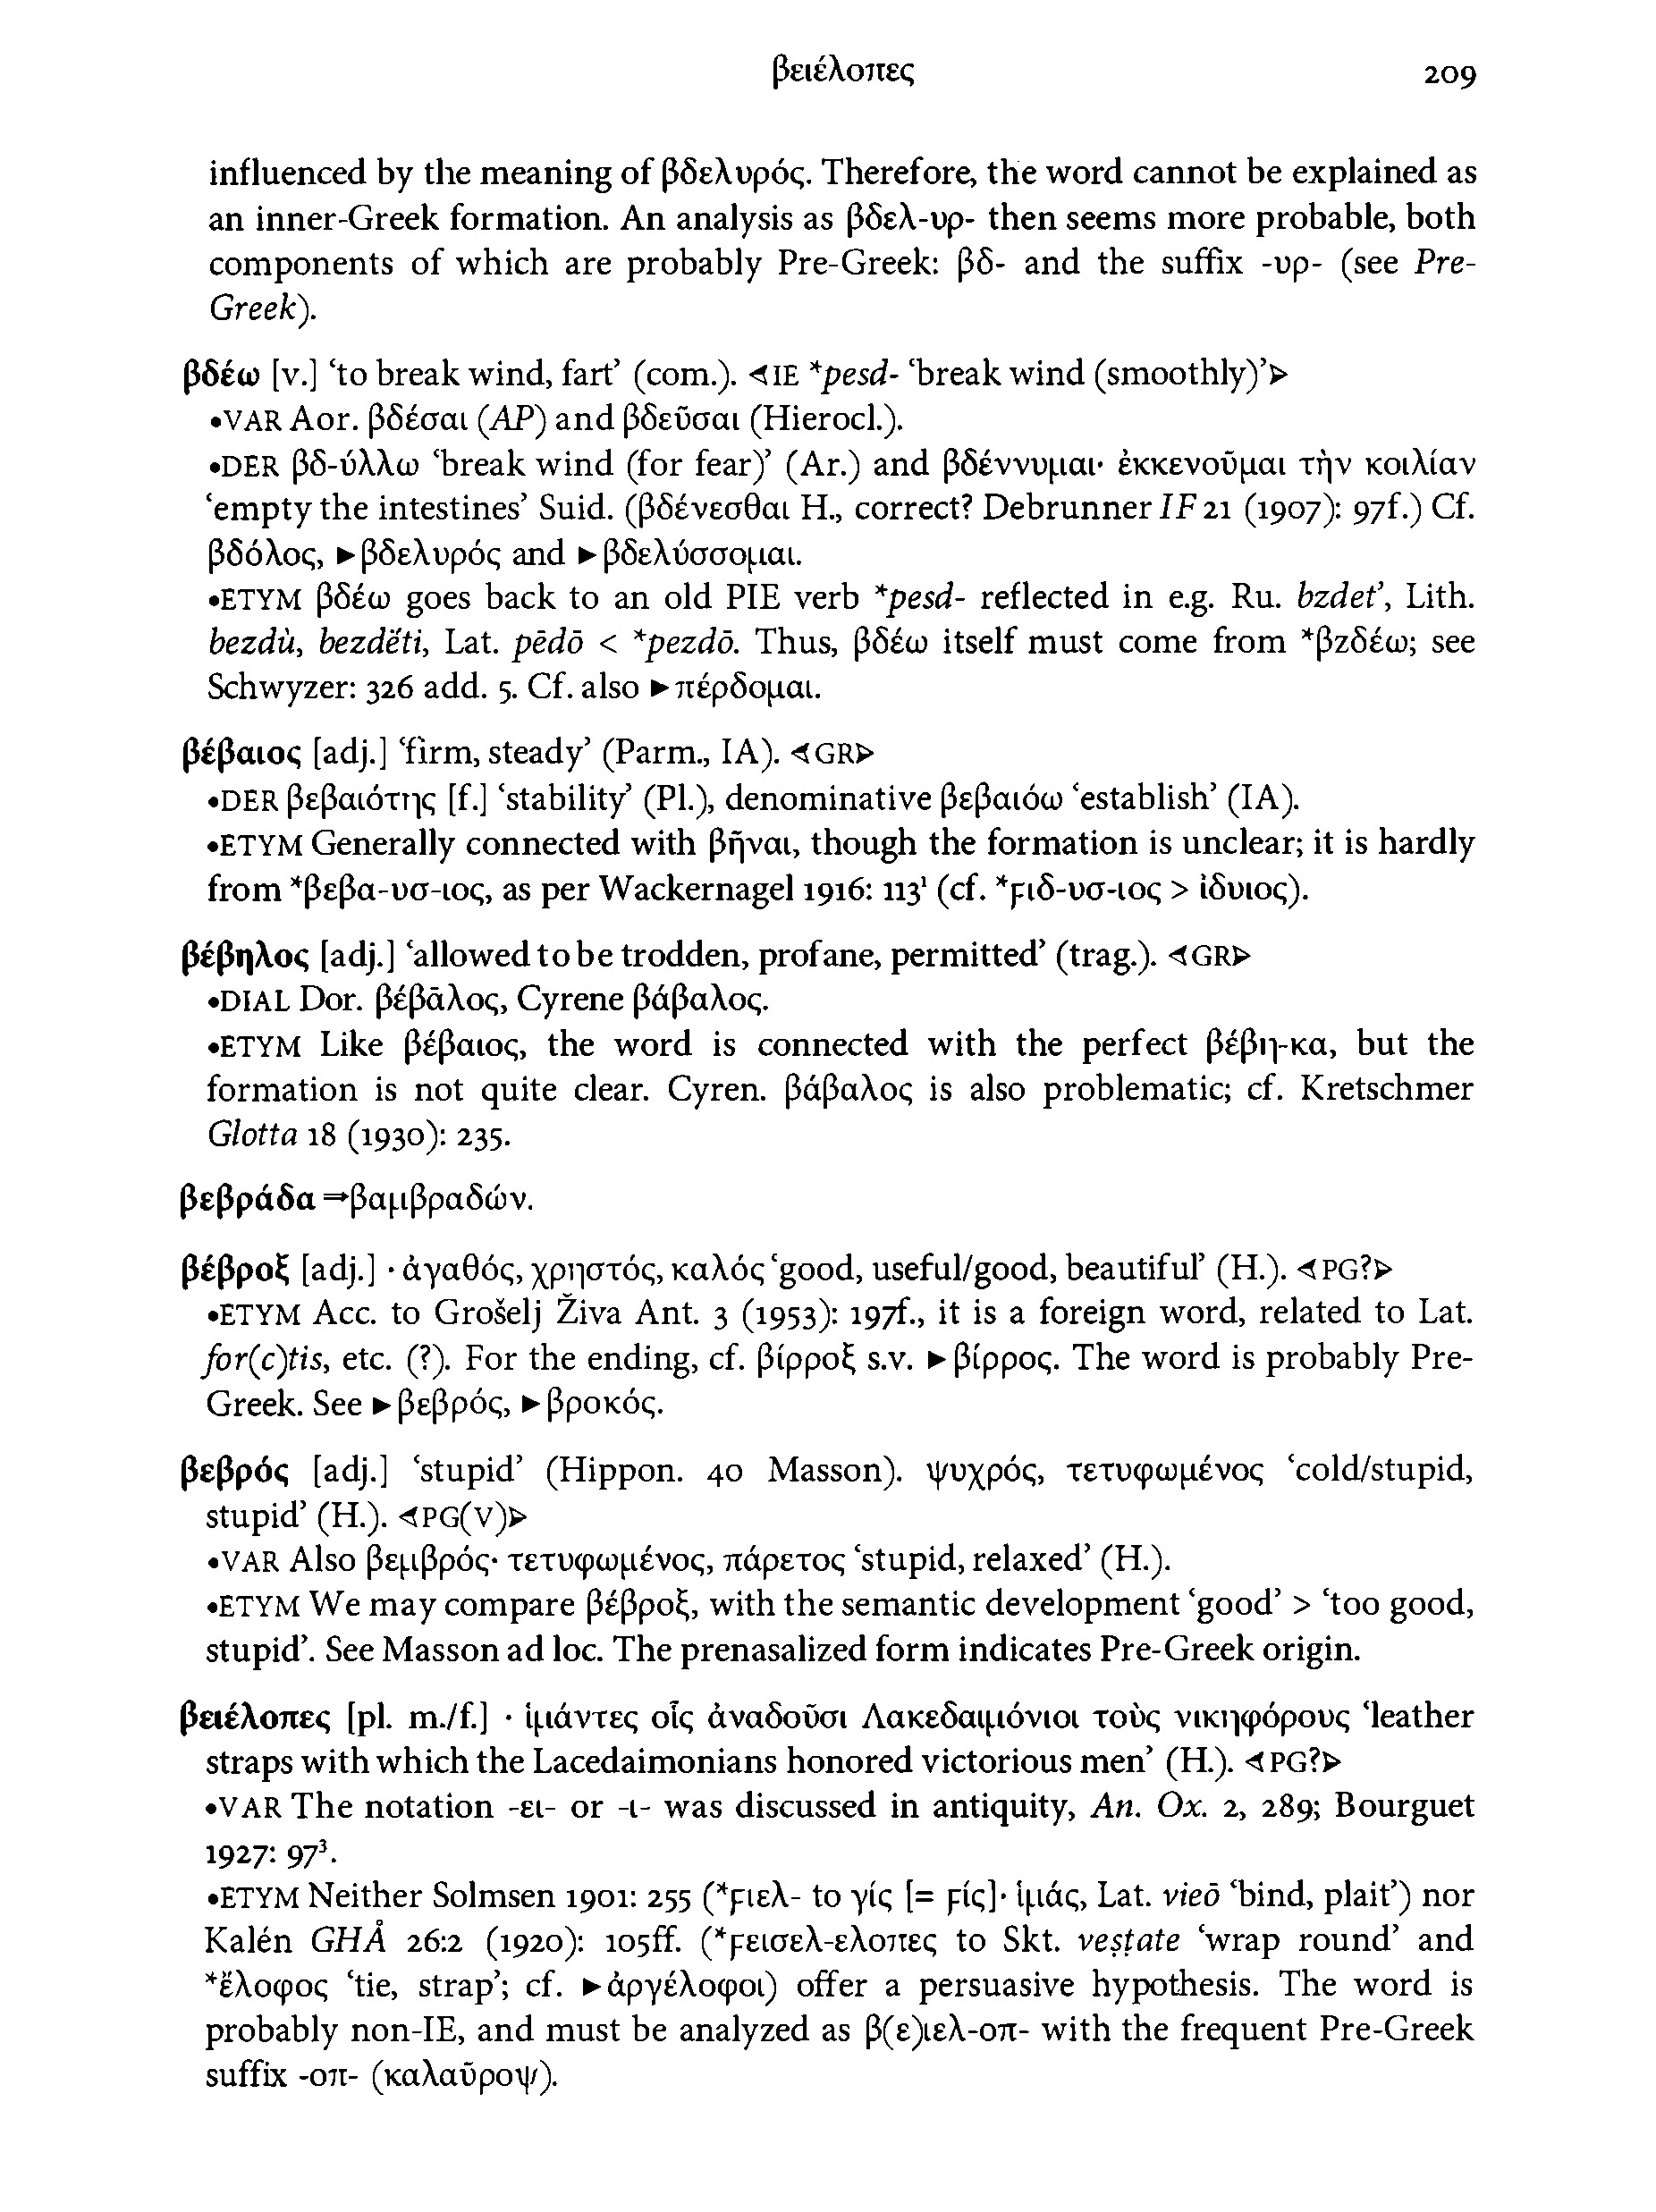 βειέλοπες 209
influenced by the meaning of βδελυρός. Therefore, the word cannot be explained as
an inner-Greek formation. An analysis as βδελ-υρ- then seems more probable, both
components of which are probably Pre-Greek: βδ- and the suffix -υρ- (see Pre-
Greek).
βδέω [v.] ‘to break wind, fart’ (com.). ⊲IE *pesd- ‘break wind (smoothly)’⊳
•VAR Aor. βδέσαι (AP) and βδεῦσαι (Hierocl.).
•DER βδ-ύλλω ‘break wind (for fear)’ (Ar.) and βδέννυμαι· ἐκκενοῦμαι τὴν κοιλίαν
‘empty the intestines’ Suid. (βδένεσθαι H., correct? Debrunner IF 21 (1907): 97f.) Cf.
βδόλος, ►βδελυρός and ►βδελύσσομαι.
•ETYM βδέω goes back to an old PIE verb *pesd- reflected in e.g. Ru. bzdet’, Lith.
bezdù, bezdė́ti, Lat. pēdō < *pezdō. Thus, βδέω itself must come from *βzδέω; see
Schwyzer: 326 add. 5. Cf. also ►πέρδομαι.
βέβαιος [adj.] ‘firm, steady’ (Parm., IA). ⊲GR⊳
•DER βεβαιότης [f.] ‘stability’ (Pl.), denominative βεβαιόω ‘establish’ (IA).
•ETYM Generally connected with βῆναι, though the formation is unclear; it is hardly
from *βεβα-υσ-ιος, as per Wackernagel 1916: 113¹ (cf. *ϝιδ-υσ-ιος > ἰδυιος).
βέβηλος [adj.] ‘allowed to be trodden, profane, permitted’ (trag.). ⊲GR⊳
•DIAL Dor. βέβᾱλος, Cyrene βάβαλος.
•ETYM Like βέβαιος, the word is connected with the perfect βέβη-κα, but the
formation is not quite clear. Cyren. βάβαλος is also problematic; cf. Kretschmer
Glotta 18 (1930): 235.
βεβράδα ⇒βαμβραδών.
βέβροξ [adj.] · ἀγαθός, χρηστός, καλός ‘good, useful/good, beautiful’ (H.). ⊲PG?⊳
•ETYM Acc. to Grošelj Živa Ant. 3 (1953): 197f., it is a foreign word, related to Lat.
for(c)tis, etc. (?). For the ending, cf. βίρροξ s.v. ►βίρρος. The word is probably Pre-
Greek. See ►βεβρός, ►βροκός.
βεβρός [adj.] ‘stupid’ (Hippon. 40 Masson). ψυχρός, τετυφωμένος ‘cold/stupid,
stupid’ (H.). ⊲PG(V)⊳
•VAR Also βεμβρός· τετυφωμένος, πάρετος ‘stupid, relaxed’ (H.).
•ETYM We may compare βέβροξ, with the semantic development ‘good’ > ‘too good,
stupid’. See Masson ad loc. The prenasalized form indicates Pre-Greek origin.
βειέλοπες [pl. m./f.] · ἱμάντες οἷς ἀναδοῦσι Λακεδαιμόνιοι τοὺς νικηφόρους ‘leather
straps with which the Lacedaimonians honored victorious men’ (H.). ⊲PG?⊳
•VAR The notation -ει- or -ι- was discussed in antiquity, An. Ox. 2, 289; Bourguet
1927: 97³.
•ETYM Neither Solmsen 1901: 255 (*ϝιελ- to γίς [= ϝίς]· ἱμάς, Lat. vieō ‘bind, plait’) nor
Kalén GHÅ 26:2 (1920): 105ff. (*ϝεισελ-ελοπες to Skt. veṣṭate ‘wrap round’ and
*ἔλοφος ‘tie, strap’; cf. ►ἀργέλοφοι) offer a persuasive hypothesis. The word is
probably non-IE, and must be analyzed as β(ε)ιελ-οπ- with the frequent Pre-Greek
suffix -οπ- (καλαῦροψ).